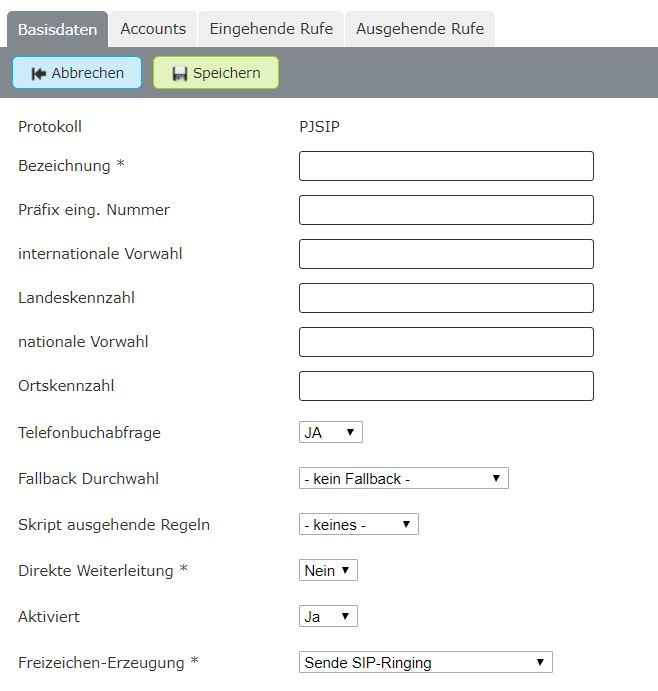 Basisdaten Accounts Eingehende Rufe Ausgehende Rufe
Abbrechen Speichern
Protokoll PJSIP
Bezeichnung *
Präfix eing. Nummer
internationale Vorwahl
Landeskennzahl
nationale Vorwahl
Ortskennzahl
Telefonbuchabfrage JA
Fallback Durchwahl - kein Fallback -
Skript ausgehende Regeln - keines -
Direkte Weiterleitung * Nein
Aktiviert Ja
Freizeichen-Erzeugung * Sende SIP-Ringing